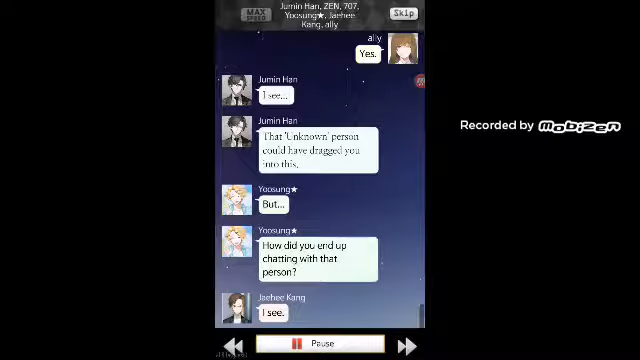 MAX
SPEED
Jumin Han, ZEN, 707,
Yoosung★, Jaehee
Kang, ally
Skip
ally
Yes.
Jumin Han
I see...
Jumin Han
That 'Unknown' person
could have dragged you
into this.
Yoosung★
But...
Yoosung★
How did you end up
chatting with that
person?
Jaehee Kang
I see.
Pause
Recorded by mobizen